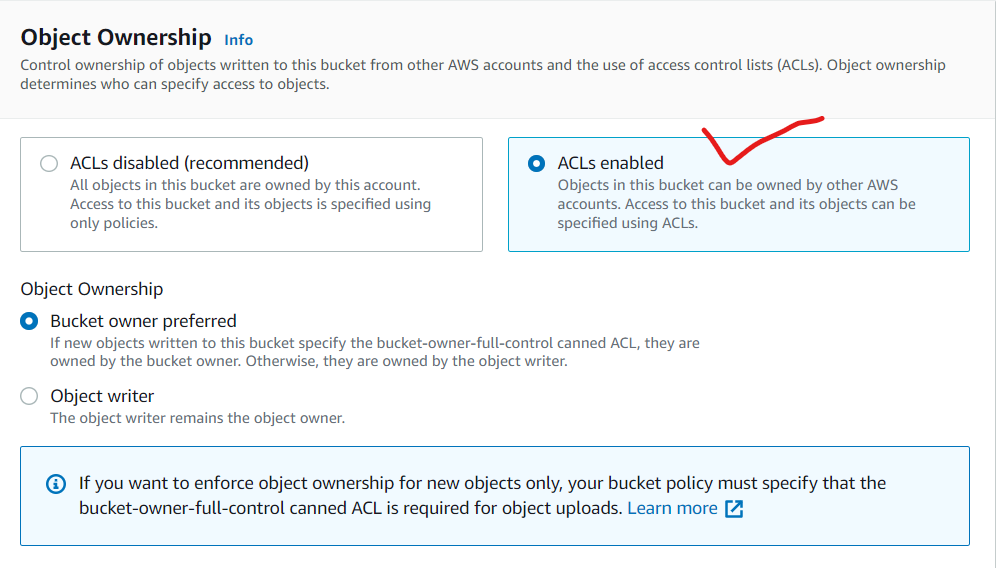 Object Ownership Info
Control ownership of objects written to this bucket from other AWS accounts and the use of access control lists (ACLs). Object ownership
determines who can specify access to objects.
ACLs disabled (recommended)
All objects in this bucket are owned by this account.
Access to this bucket and its objects is specified using
only policies.
ACLs enabled
Objects in this bucket can be owned by other AWS
accounts. Access to this bucket and its objects can be
specified using ACLs.
Object Ownership
Bucket owner preferred
If new objects written to this bucket specify the bucket-owner-full-control canned ACL, they are
owned by the bucket owner. Otherwise, they are owned by the object writer.
Object writer
The object writer remains the object owner.
If you want to enforce object ownership for new objects only, your bucket policy must specify that the
bucket-owner-full-control canned ACL is required for object uploads. Learn more